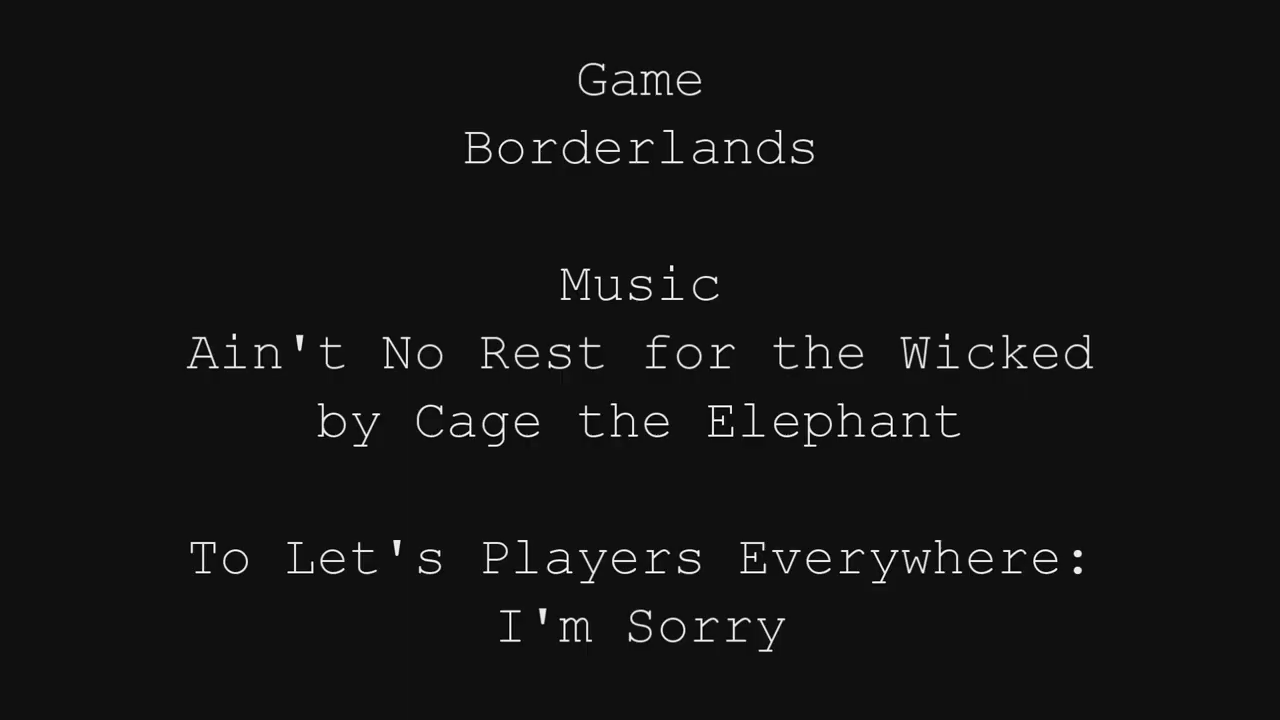 Game
Borderlands
Music
Ain't No Rest for the Wicked
by Cage the Elephant
To Let's Players Everywhere:
I'm Sorry